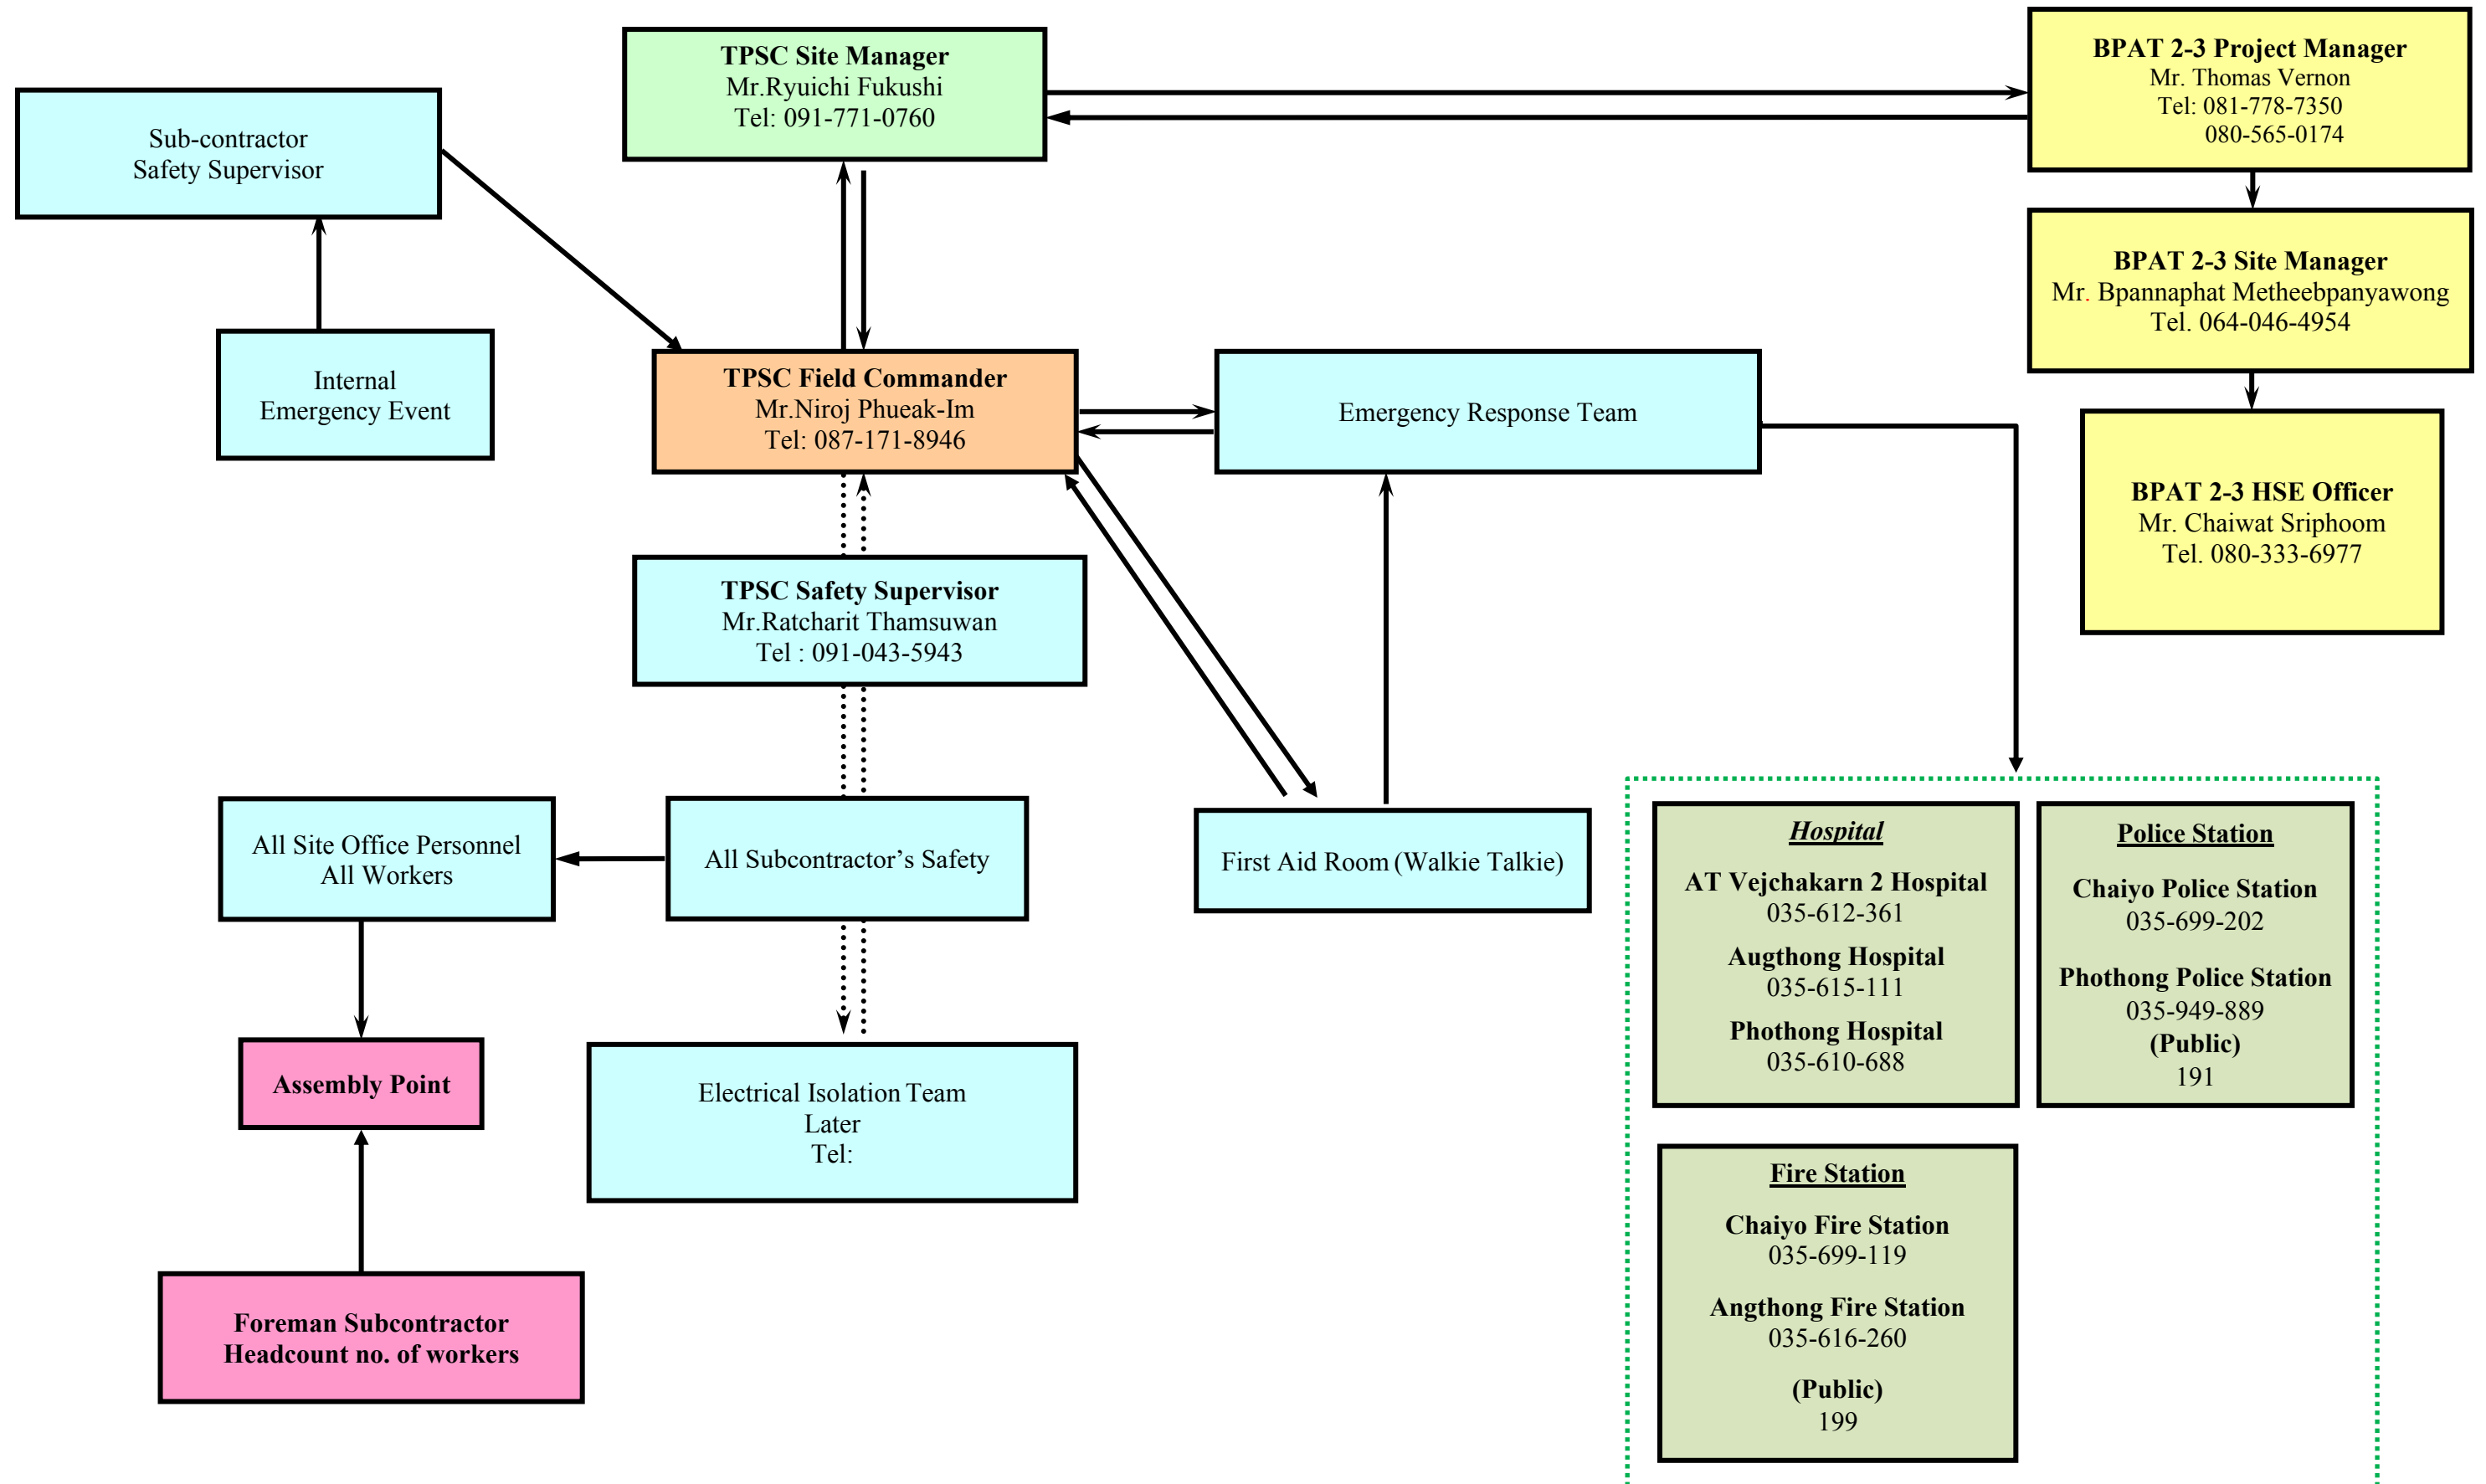 TPSC Site Manager
Mr.Ryuichi Fukushi
Tel: 091-771-0760
BPAT 2-3 Project Manager
Mr. Thomas Vernon
Tel: 081-778-7350
080-565-0174
Sub-contractor
Safety Supervisor
BPAT 2-3 Site Manager
Mr. Bpannaphat Metheebpanyawong
Tel. 064-046-4954
Internal
Emergency Event
TPSC Field Commander
Mr.Niroj Phueak-Im
Tel: 087-171-8946
Emergency Response Team
BPAT 2-3 HSE Officer
Mr. Chaiwat Sriphoom
Tel. 080-333-6977
TPSC Safety Supervisor
Mr.Ratcharit Thamsuwan
Tel : 091-043-5943
All Site Office Personnel
All Workers
All Subcontractor’s Safety
First Aid Room (Walkie Talkie)
Hospital
AT Vejchakarn 2 Hospital
035-612-361
Augthong Hospital
035-615-111
Phothong Hospital
035-610-688
Police Station
Chaiyo Police Station
035-699-202
Phothong Police Station
035-949-889
(Public)
191
Assembly Point
Electrical Isolation Team
Later
Tel:
Fire Station
Chaiyo Fire Station
035-699-119
Angthong Fire Station
035-616-260
(Public)
199
Foreman Subcontractor
Headcount no. of workers